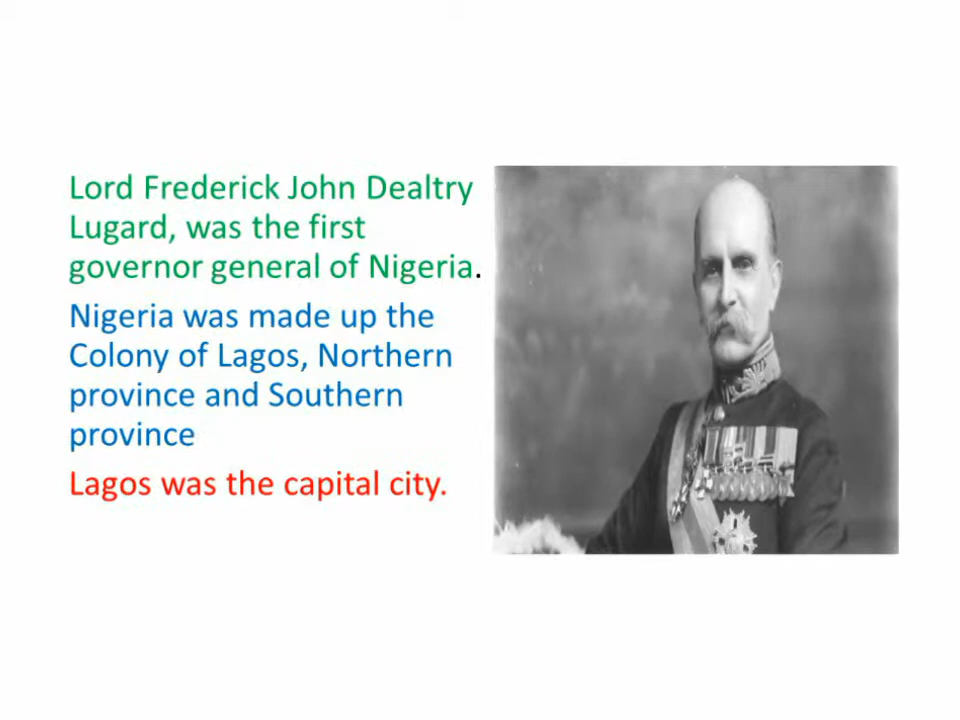 Lord Frederick John Dealtry
Lugard, was the first
governor general of Nigeria.
Nigeria was made up the
Colony of Lagos, Northern
province and Southern
province
Lagos was the capital city.